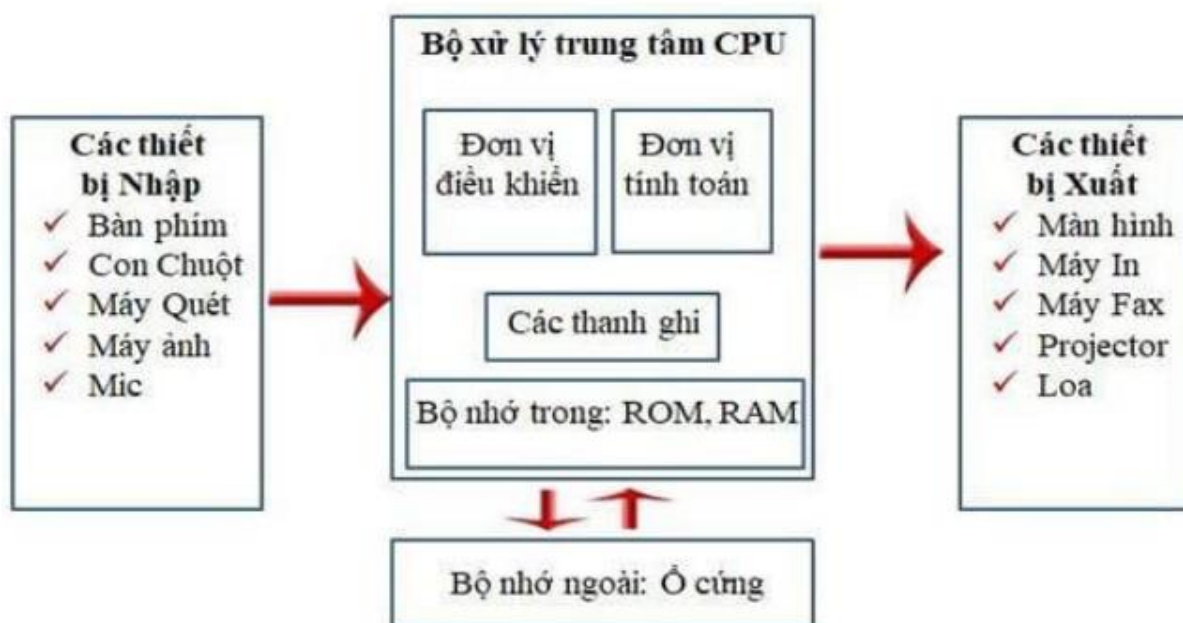 Bộ xử lý trung tâm CPU
Đơn vị
điều khiển
Đơn vị
tính toán
Các thanh ghi
Bộ nhớ trong: ROM, RAM
Các thiết
bị Nhập
Bàn phím
Con Chuột
Máy Quét
Máy ảnh
Mic
Các thiết
bị Xuất
Màn hình
Máy In
Máy Fax
Projector
Loa
Bộ nhớ ngoài: Ổ cứng